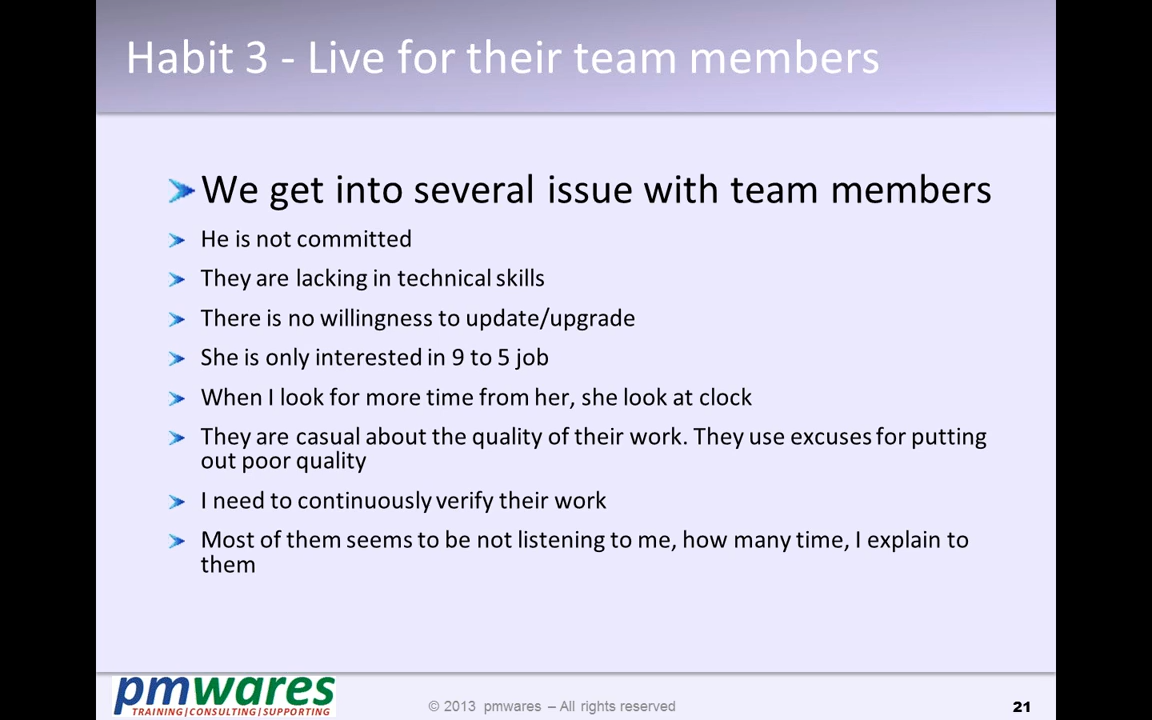 Habit 3 - Live for their team members
We get into several issue with team members
He is not committed
They are lacking in technical skills
There is no willingness to update/upgrade
She is only interested in 9 to 5 job
When I look for more time from her, she look at clock
They are casual about the quality of their work. They use excuses for putting
out poor quality
I need to continuously verify their work
Most of them seems to be not listening to me, how many time, I explain to
them
pmwares
TRAINING|CONSULTING|SUPPORTING
© 2013 pmwares – All rights reserved
21